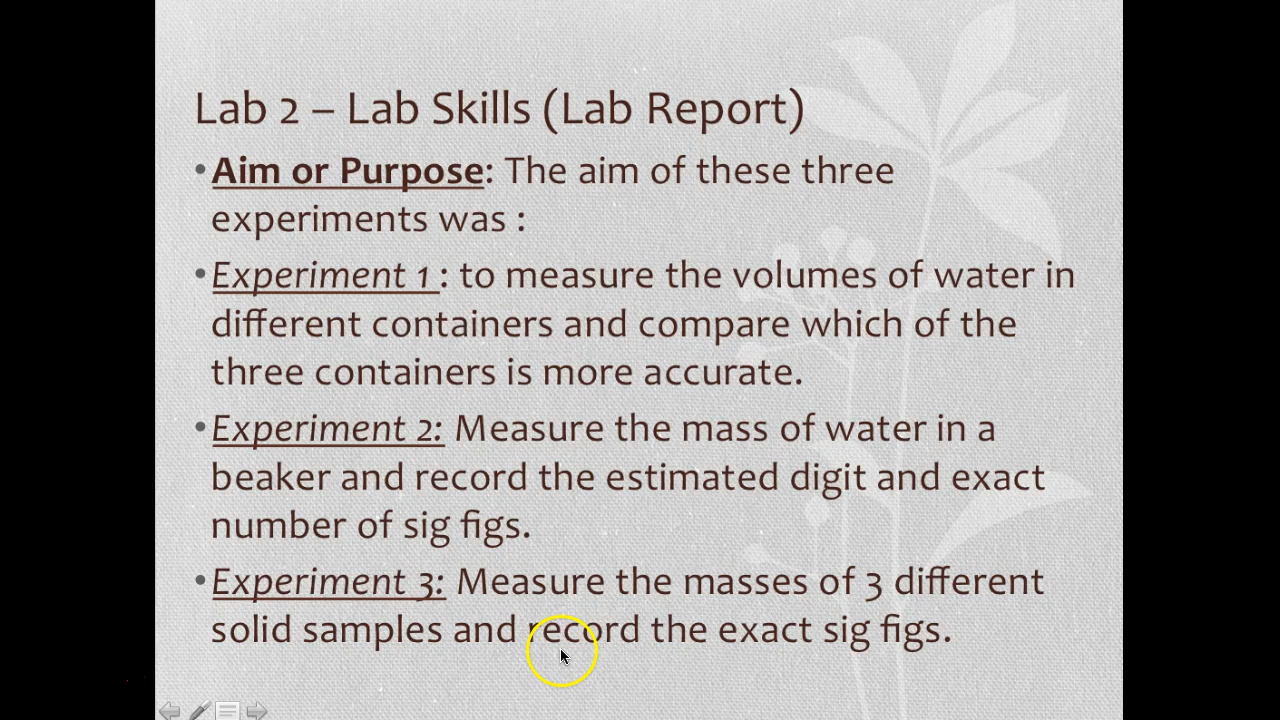 Lab 2 – Lab Skills (Lab Report)
•Aim or Purpose: The aim of these three
experiments was :
•Experiment 1 : to measure the volumes of water in
different containers and compare which of the
three containers is more accurate.
•Experiment 2: Measure the mass of water in a
beaker and record the estimated digit and exact
number of sig figs.
•Experiment 3: Measure the masses of 3 different
solid samples and record the exact sig figs.